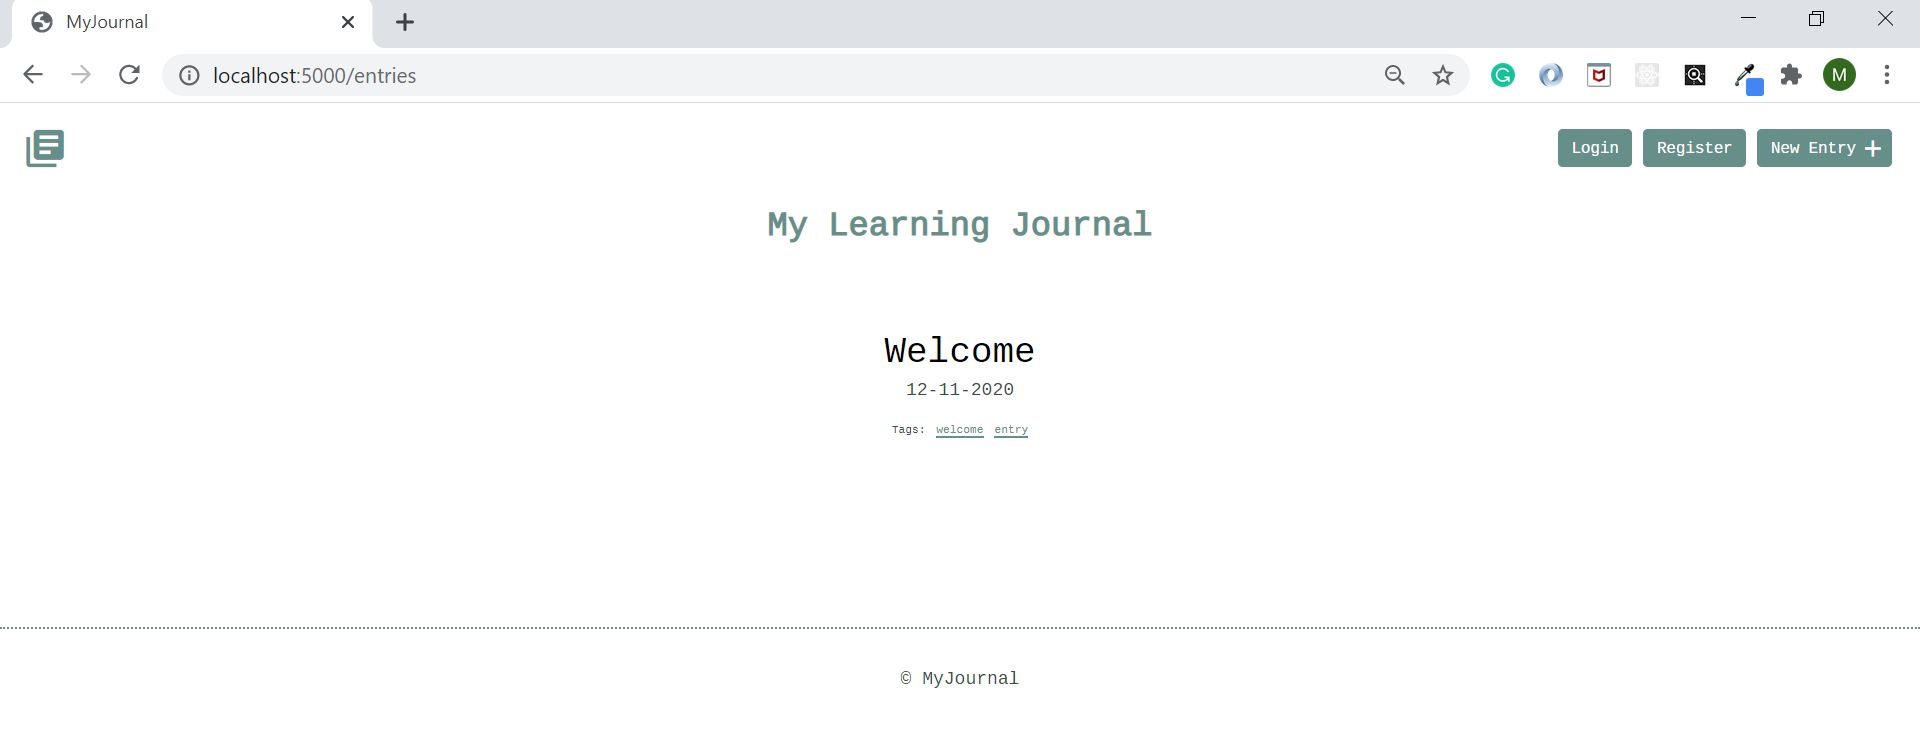 MyJournal
localhost:5000/entries
M
Login Register New Entry
My Learning Journal
Welcome
12-11-2020
Tags: welcome entry
© MyJournal